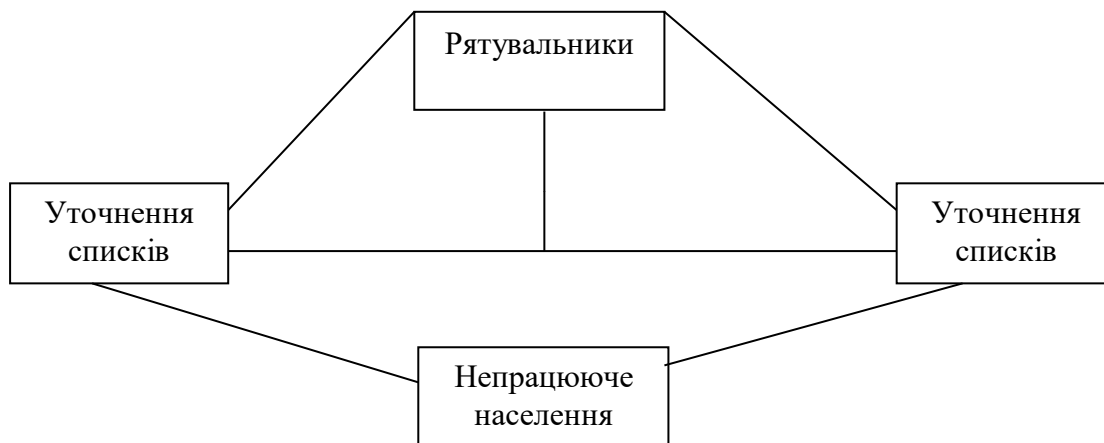 Рятувальники
Уточнення
списків
Уточнення
списків
Непрацююче
населення